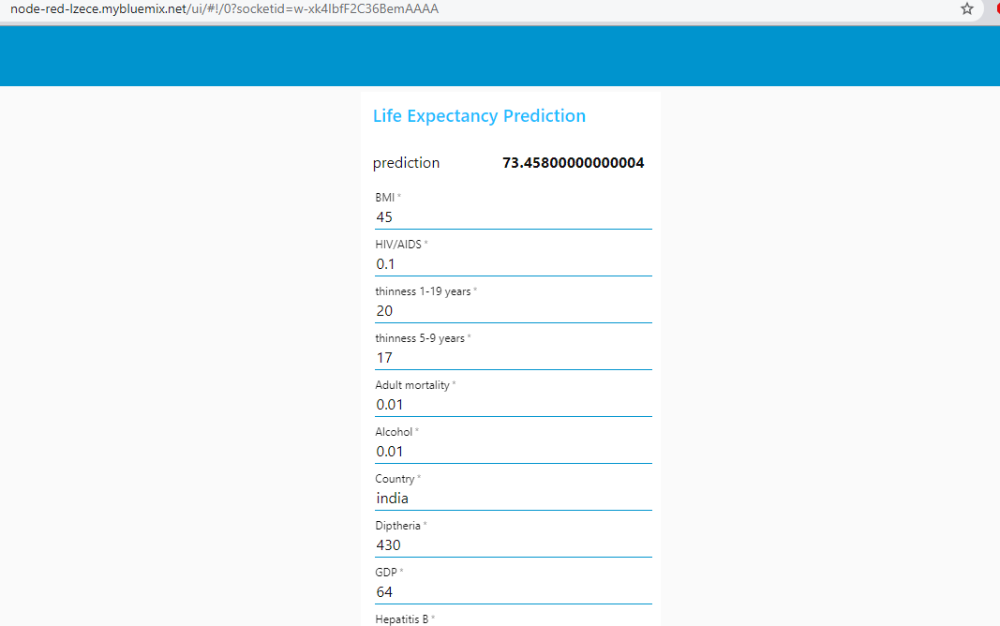 node-red-lzece.mybluemix.net/ui/#!/0?socketid=w-xk4lbfF2C36BemAAAA
Life Expectancy Prediction
prediction 73.45800000000004
BMI *
45
HIV/AIDS *
0.1
thinness 1-19 years *
20
thinness 5-9 years *
17
Adult mortality *
0.01
Alcohol *
0.01
Country *
india
Diptheria *
430
GDP *
64
Hepatitis B *